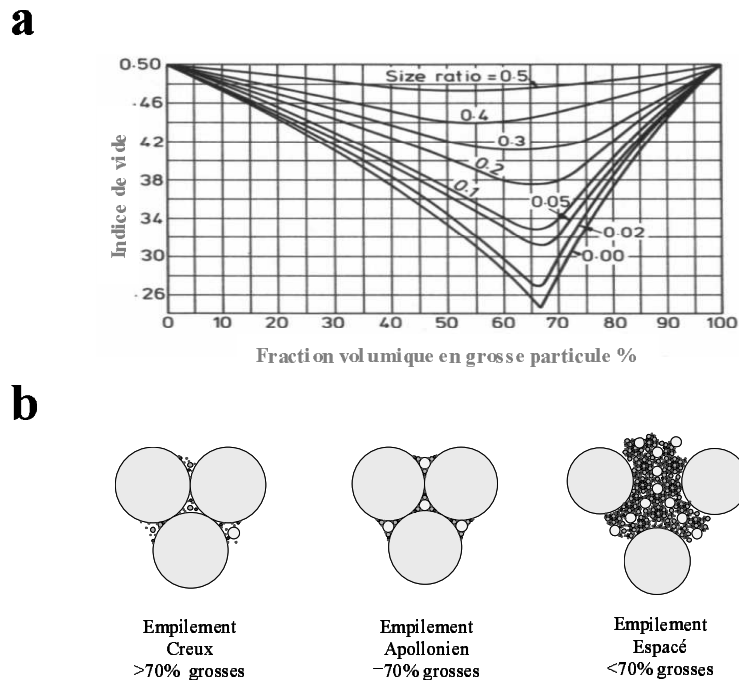 a
0.50
Size ratio = 0.5
.46
0.4
.42
0.3
Indice de vide
.38
0.2
0.1
0.05
.34
0.02
.30
0.00
.26
0 10 20 30 40 50 60 70 80 90 100
Fraction volumique en grosse particule %
b
Empilement
Creux
>70% grosses
Empilement
Apollonien
=70% grosses
Empilement
Espacé
<70% grosses